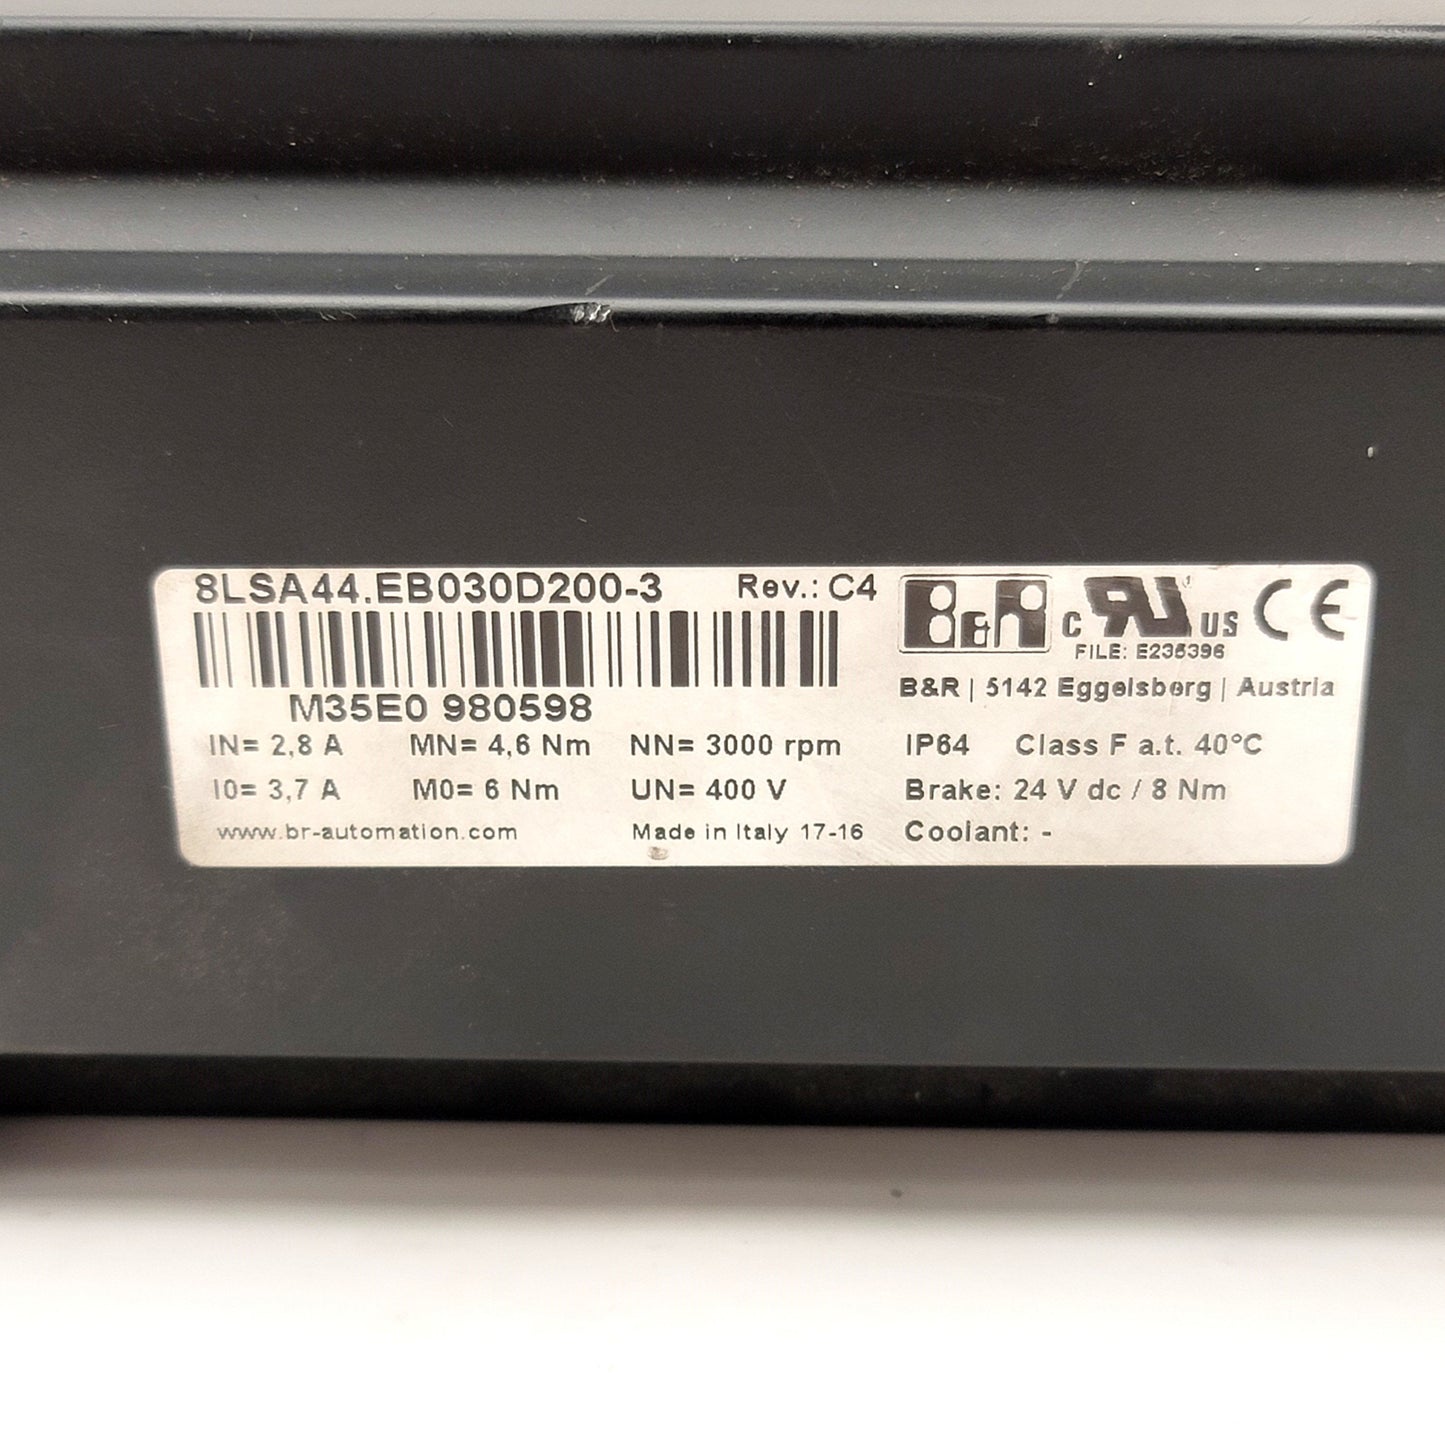 8LSA44.EB030D200-3 Rev.: C4
B&R c RU US CE
FILE: E235396
M35E0 980598
B&R | 5142 Eggelsberg | Austria
IN= 2,8 A MN= 4,6 Nm NN= 3000 rpm IP64 Class F a.t. 40°C
I0= 3,7 A M0= 6 Nm UN= 400 V Brake: 24 V dc / 8 Nm
www.br-automation.com Made in Italy 17-16 Coolant: -